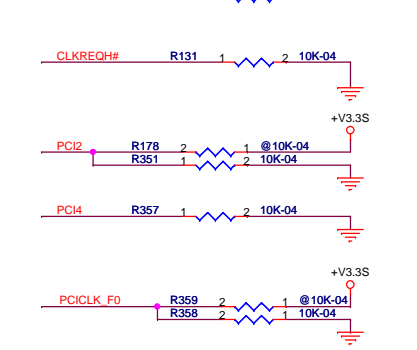 CLKREQH# R131 1 2 10K-04
+V3.3S
PCI2 R178 2 1 @10K-04
R351 1 2 10K-04
PCI4 R357 1 2 10K-04
+V3.3S
PCICLK_F0 R359 2 1 @10K-04
R358 2 1 10K-04